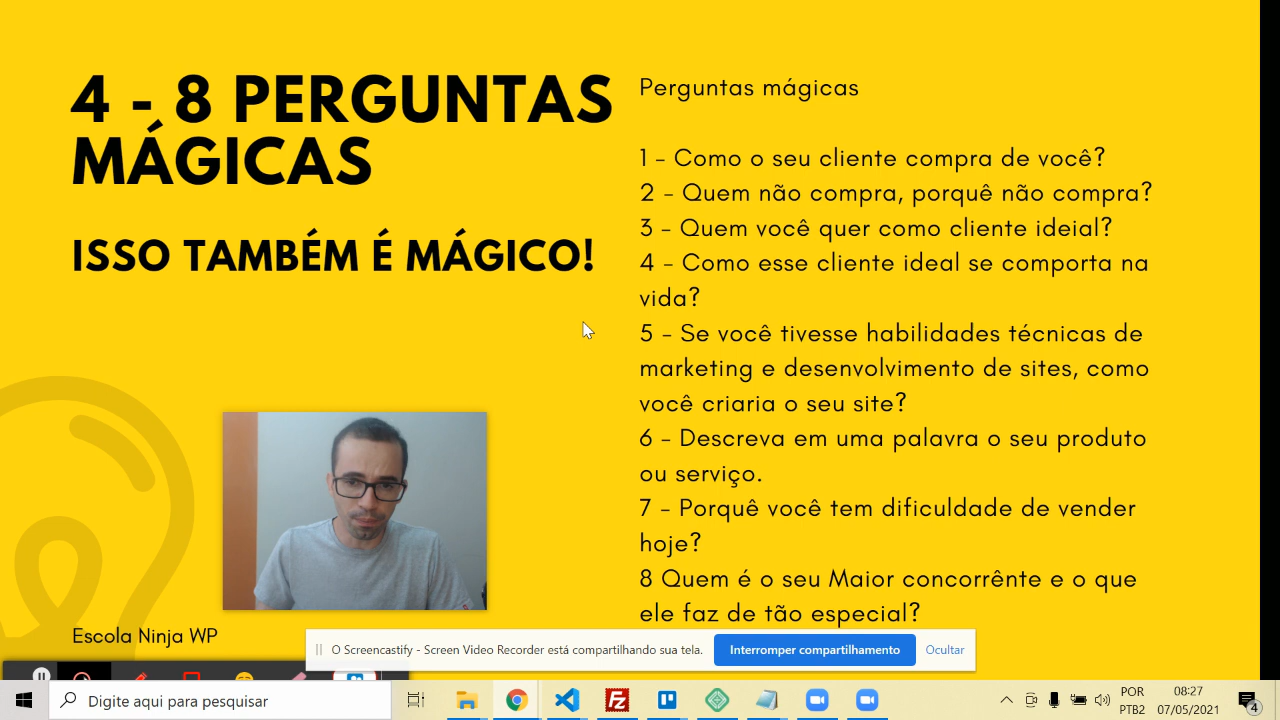 4 - 8 PERGUNTAS
MÁGICAS
ISSO TAMBÉM É MÁGICO!
Perguntas mágicas
1 - Como o seu cliente compra de você?
2 - Quem não compra, porquê não compra?
3 - Quem você quer como cliente ideial?
4 - Como esse cliente ideal se comporta na
vida?
5 - Se você tivesse habilidades técnicas de
marketing e desenvolvimento de sites, como
você criaria o seu site?
6 - Descreva em uma palavra o seu produto
ou serviço.
7 - Porquê você tem dificuldade de vender
hoje?
8 Quem é o seu Maior concorrênte e o que
ele faz de tão especial?
Escola Ninja WP
O Screencastify - Screen Video Recorder está compartilhando sua tela.
Interromper compartilhamento
Ocultar
Digite aqui para pesquisar
POR
PTB2
08:27
07/05/2021
4